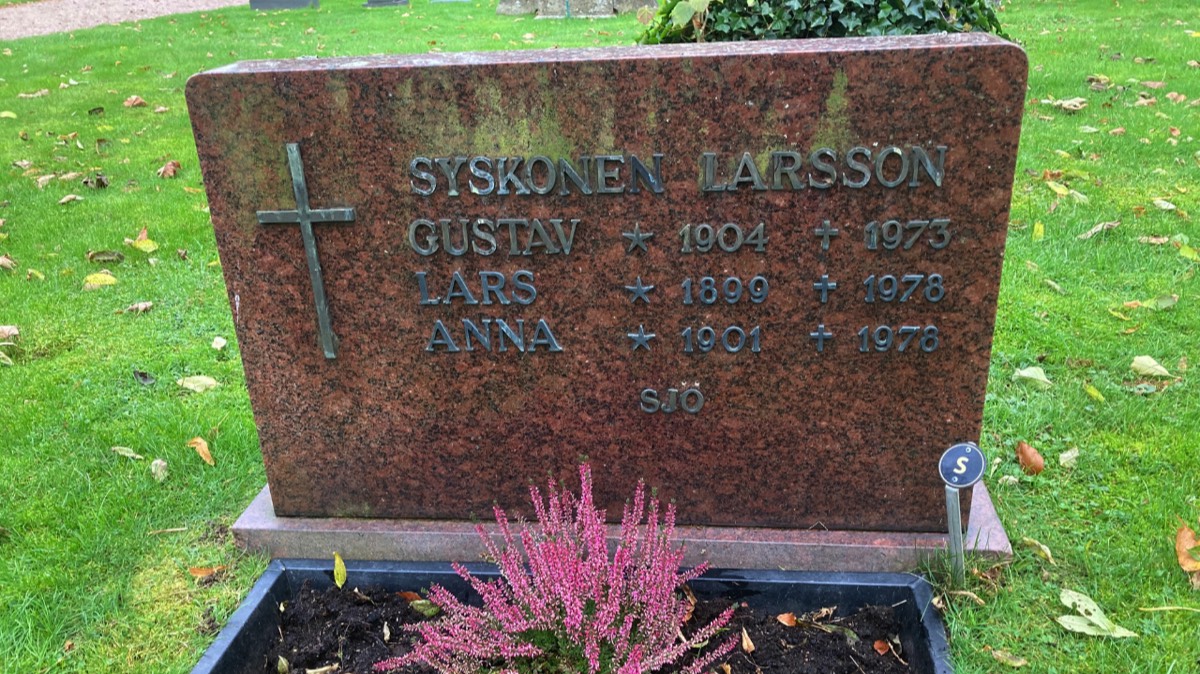 SYSKONEN LARSSON
GUSTAV ★ 1904 ✝ 1973
LARS ★ 1899 ✝ 1978
ANNA ★ 1901 ✝ 1978
SJÖ
S